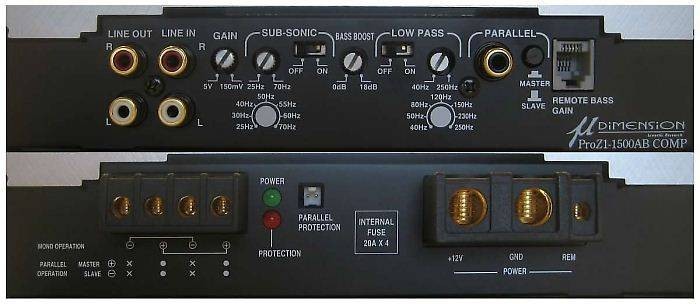 LINE OUT LINE IN GAIN SUB-SONIC BASS BOOST LOW PASS PARALLEL
R R
OFF ON OFF ON
5V 150mV 25Hz 70Hz 0dB 18dB 40Hz 250Hz
MASTER
50Hz 120Hz
40Hz 55Hz 80Hz 150Hz
30Hz 60Hz 50Hz 230Hz
25Hz 70Hz 40Hz 250Hz
SLAVE
REMOTE BASS
GAIN
L L
μ DIMENSION
ProZ1-1500AB COMP
POWER
PARALLEL
PROTECTION
PROTECTION
INTERNAL
FUSE
20A X 4
MONO OPERATION ⊖ ⊕ ⊖ ⊕
PARALLEL MASTER ⊕ × ● × ●
OPERATION SLAVE ⊖ × ● × ●
+12V GND REM
POWER